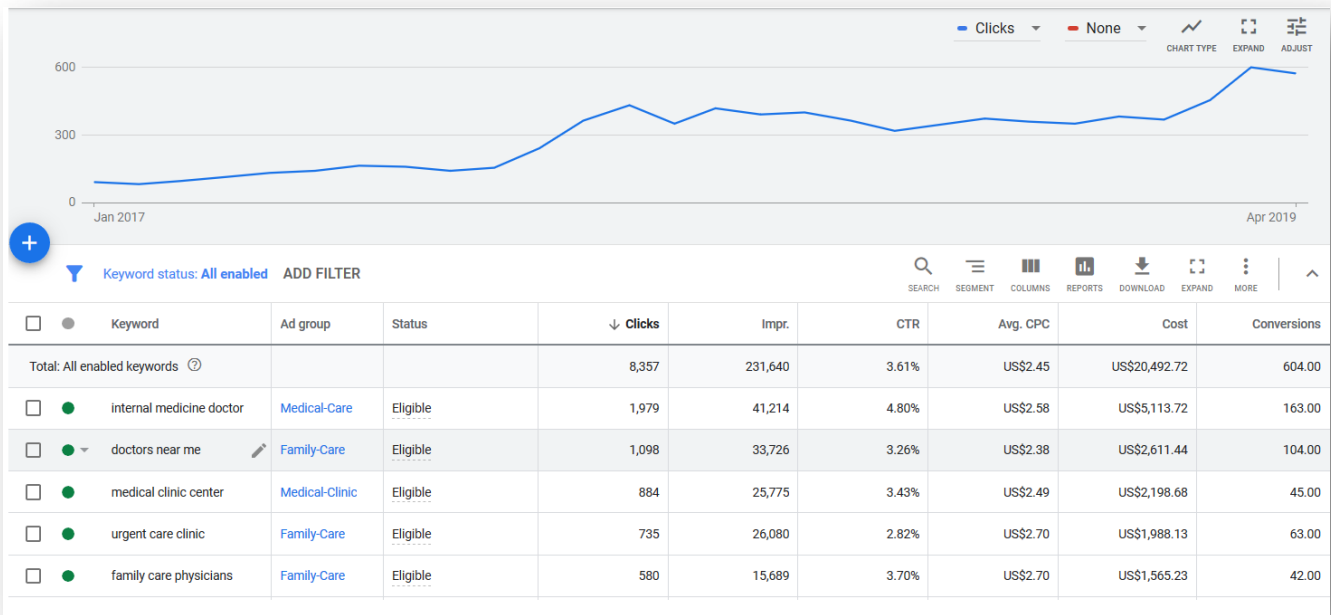 Clicks None
CHART TYPE EXPAND ADJUST
600
300
0
Jan 2017 Apr 2019
Keyword status: All enabled ADD FILTER
SEARCH SEGMENT COLUMNS REPORTS DOWNLOAD EXPAND MORE
Keyword Ad group Status Clicks Impr. CTR Avg. CPC Cost Conversions
Total: All enabled keywords 8,357 231,640 3.61% US$2.45 US$20,492.72 604.00
internal medicine doctor Medical-Care Eligible 1,979 41,214 4.80% US$2.58 US$5,113.72 163.00
doctors near me Family-Care Eligible 1,098 33,726 3.26% US$2.38 US$2,611.44 104.00
medical clinic center Medical-Clinic Eligible 884 25,775 3.43% US$2.49 US$2,198.68 45.00
urgent care clinic Family-Care Eligible 735 26,080 2.82% US$2.70 US$1,988.13 63.00
family care physicians Family-Care Eligible 580 15,689 3.70% US$2.70 US$1,565.23 42.00